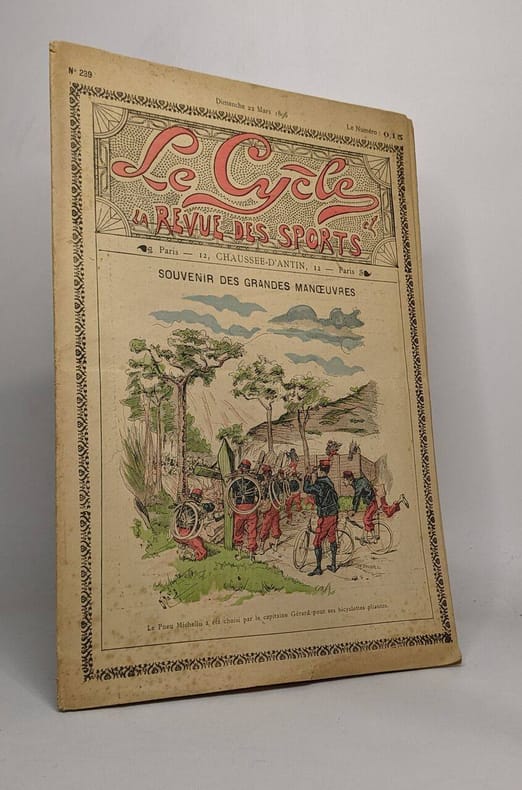 N° 239
Dimanche 22 Mars 1896
Le Numéro : 0,15
Le Cycle
et
LA REVUE DES SPORTS
Paris — 12, CHAUSSÉE-D'ANTIN, 12 — Paris
SOUVENIR DES GRANDES MANŒUVRES
Le Pneu Michelin a été choisi par le capitaine Gérard pour ses bicyclettes pliantes.